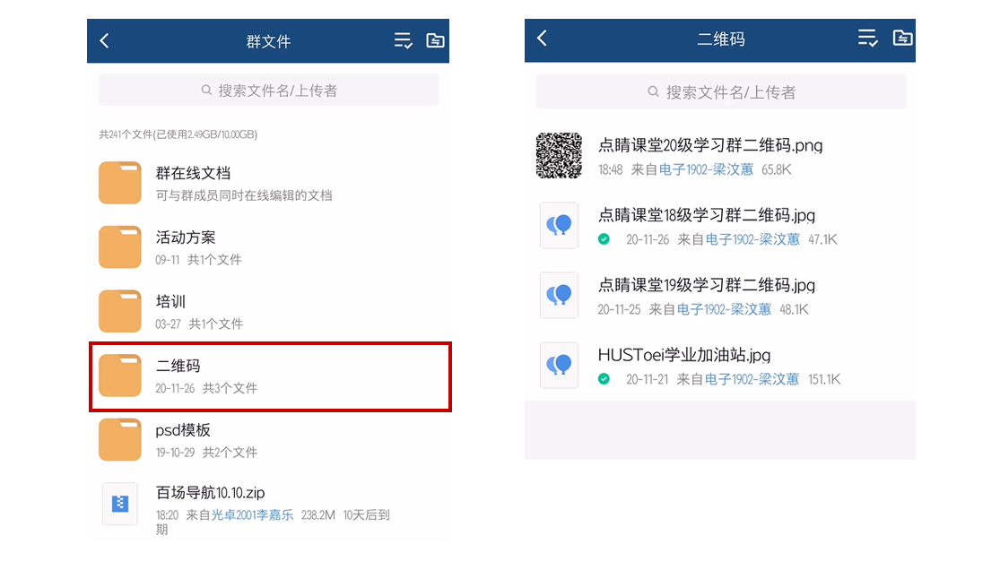 群文件
搜索文件名/上传者
共241个文件(已使用2.49GB/10.00GB)
群在线文档
可与群成员同时在线编辑的文档
活动方案
09-11 共1个文件
培训
03-27 共1个文件
二维码
20-11-26 共3个文件
psd模板
19-10-29 共2个文件
百场导航10.10.zip
18:20 来自光卓2001李嘉乐 238.2M 10天后到
期
二维码
搜索文件名/上传者
点睛课堂20级学习群二维码.png
18:48 来自电子1902-梁汶蕙 65.8K
点睛课堂18级学习群二维码.jpg
20-11-26 来自电子1902-梁汶蕙 47.1K
点睛课堂19级学习群二维码.jpg
20-11-25 来自电子1902-梁汶蕙 48.1K
HUSToei学业加油站.jpg
20-11-21 来自电子1902-梁汶蕙 151.1K